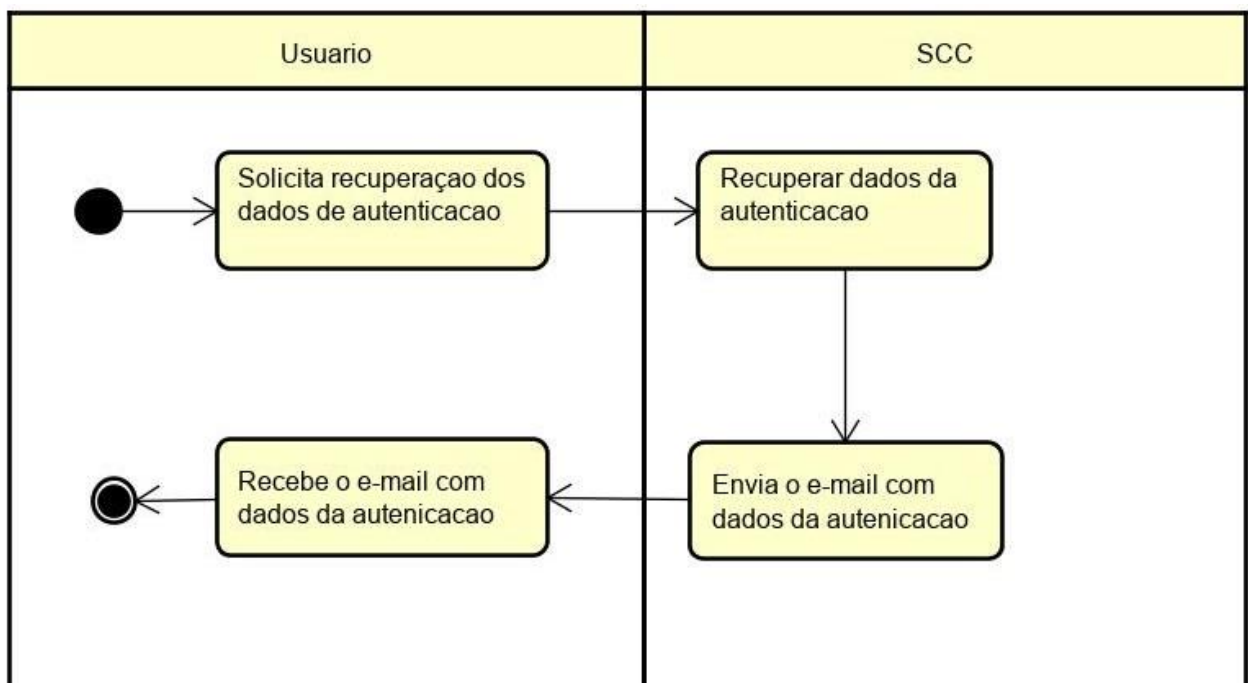 Usuario
SCC
Solicita recuperaçao dos
dados de autenticacao
Recuperar dados da
autenticacao
Recebe o e-mail com
dados da autenicacao
Envia o e-mail com
dados da autenicacao